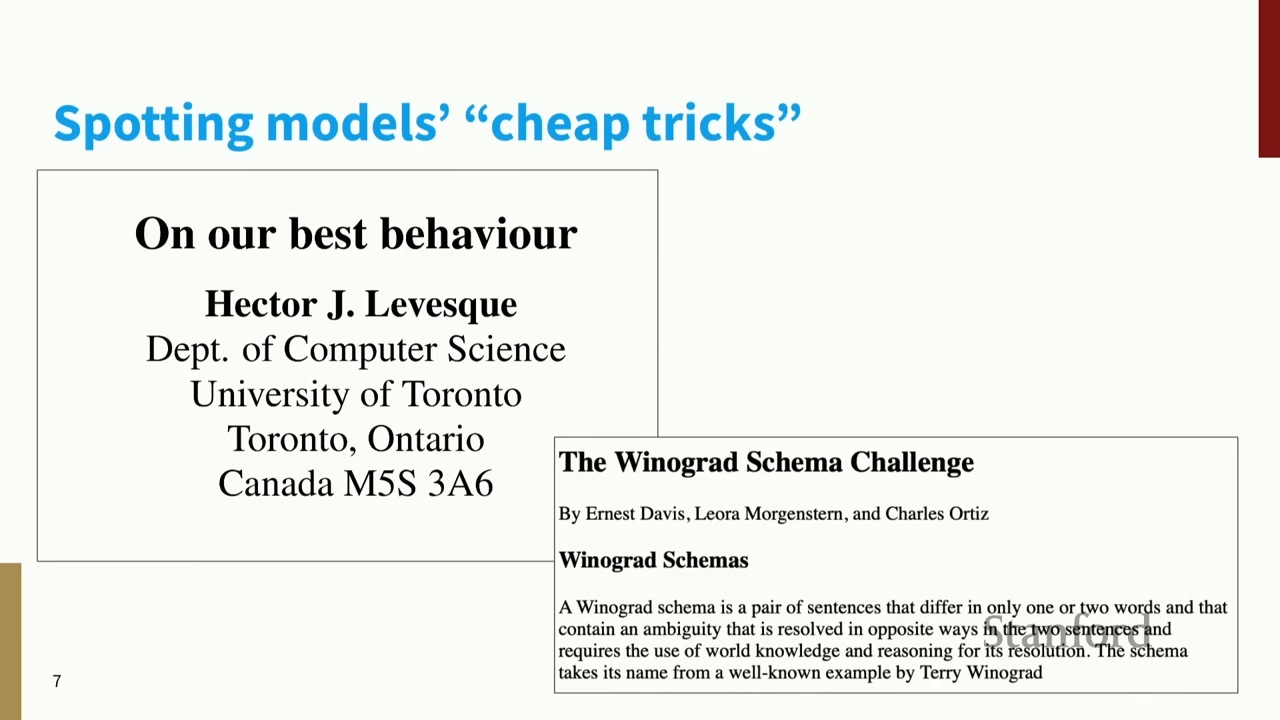 Spotting models’ “cheap tricks”
On our best behaviour
Hector J. Levesque
Dept. of Computer Science
University of Toronto
Toronto, Ontario
Canada M5S 3A6
The Winograd Schema Challenge
By Ernest Davis, Leora Morgenstern, and Charles Ortiz
Winograd Schemas
A Winograd schema is a pair of sentences that differ in only one or two words and that
contain an ambiguity that is resolved in opposite ways in the two sentences and
requires the use of world knowledge and reasoning for its resolution. The schema
takes its name from a well-known example by Terry Winograd
Stanford
7